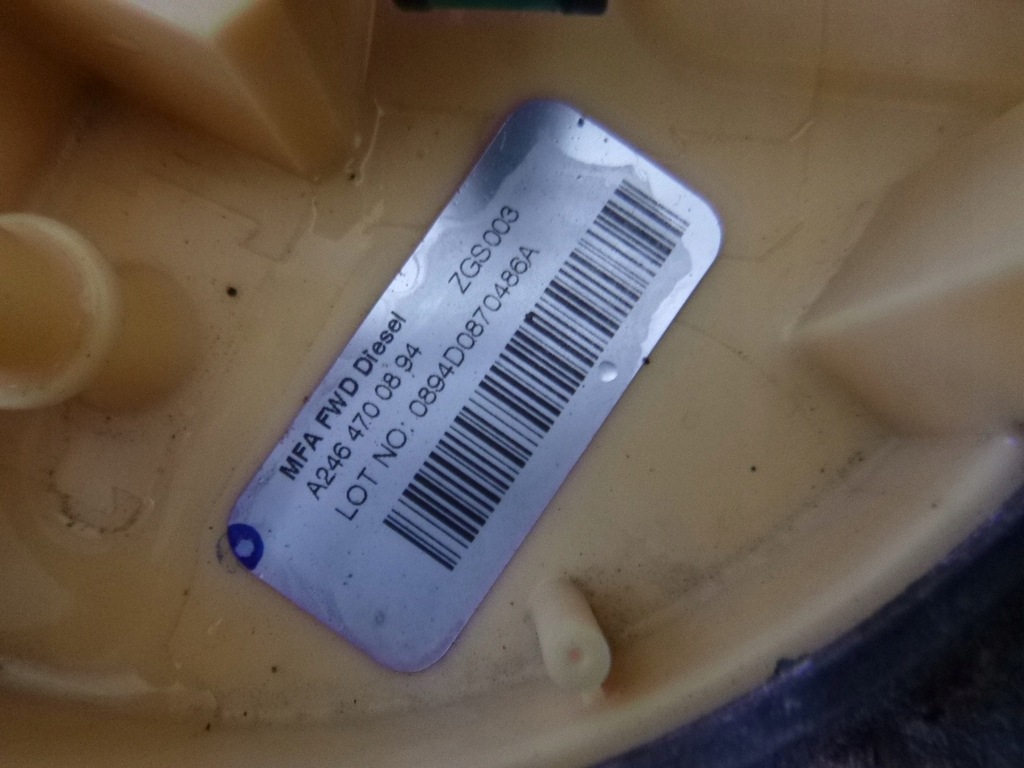 MFA FWD Diesel
A246 470 08 94 ZGS003
LOT NO: 0894D0870486A